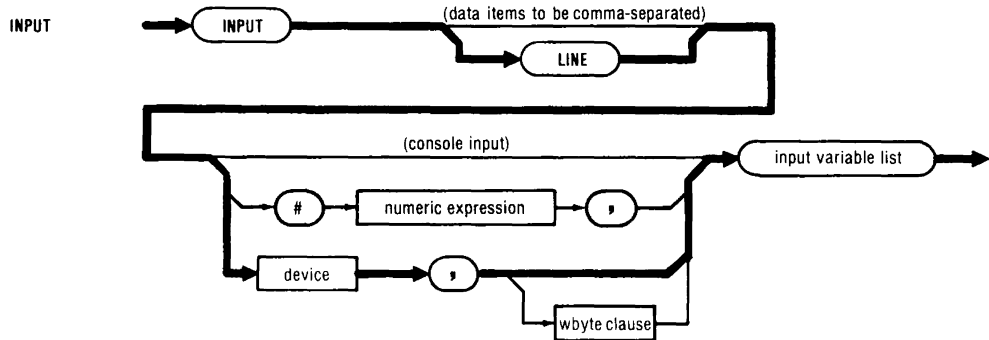 INPUT
INPUT
(data items to be comma-separated)
LINE
(console input)
input variable list
# numeric expression ,
device ,
wbyte clause